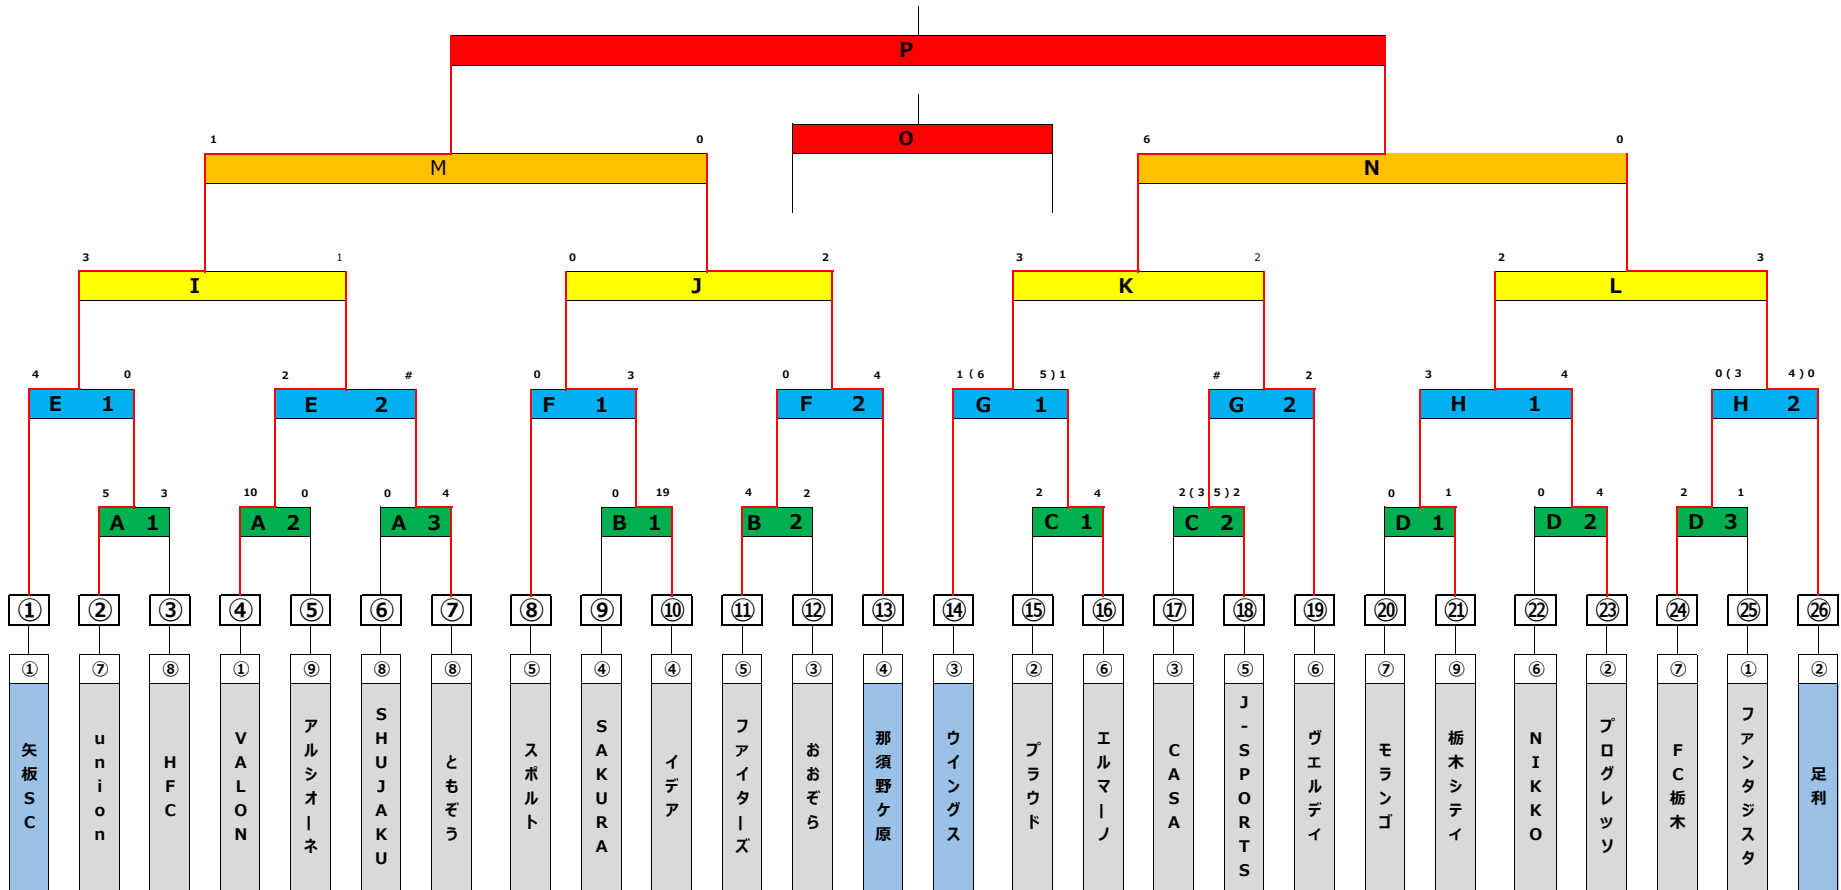 P
O
1 0 6 0
M N
3 1 0 2 3 2 2 3
I J K L
4 0 2 # 0 3 0 4 1 ( 6 5 ) 1 # 2 3 4 0 ( 3 4 ) 0
E 1 E 2 F 1 F 2 G 1 G 2 H 1 H 2
5 3 10 0 0 4 0 19 4 2 2 4 2 ( 3 5 ) 2 0 1 0 4 2 1
A 1 A 2 A 3 B 1 B 2 C 1 C 2 D 1 D 2 D 3
① ② ③ ④ ⑤ ⑥ ⑦ ⑧ ⑨ ⑩ ⑪ ⑫ ⑬ ⑭ ⑮ ⑯ ⑰ ⑱ ⑲ ⑳ ㉑ ㉒ ㉓ ㉔ ㉕ ㉖
① ⑦ ⑧ ① ⑨ ⑧ ⑧ ⑤ ④ ④ ⑤ ③ ④ ③ ② ⑥ ③ ⑤ ⑥ ⑦ ⑨ ⑥ ② ⑦ ① ②
矢板SC
union
HFC
VALON
アルシオーネ
SHUJAKU
ともぞう
スポルト
SAKURA
イデア
ファイターズ
おおぞら
那須野ケ原
ウイングス
プラウド
エルマーノ
CASA
J-SPORTS
ヴエルディ
モランゴ
栃木シティ
NIKKO
プログレッソ
FC栃木
ファンタジスタ
足利